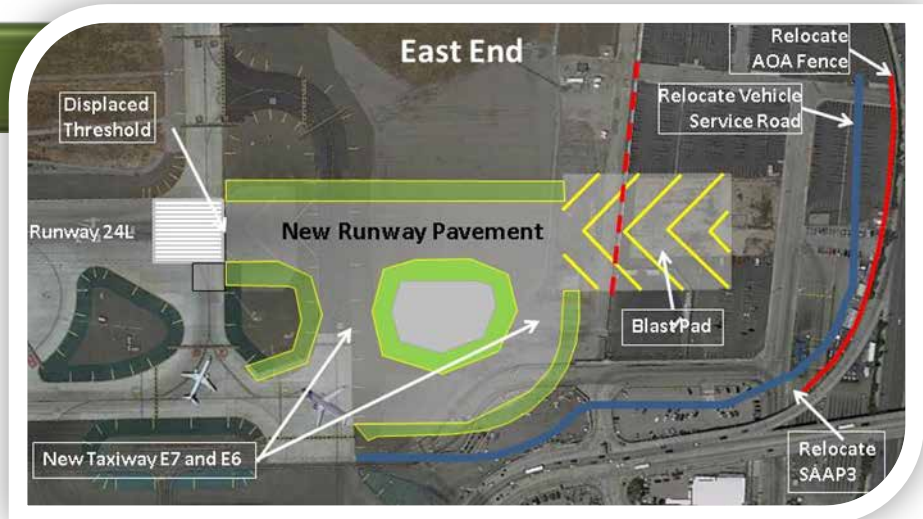 East End
Relocate
AOA Fence
Displaced
Threshold
Relocate Vehicle
Service Road
Runway 24L
New Runway Pavement
Blast Pad
New Taxiway E7 and E6
Relocate
SAAP3